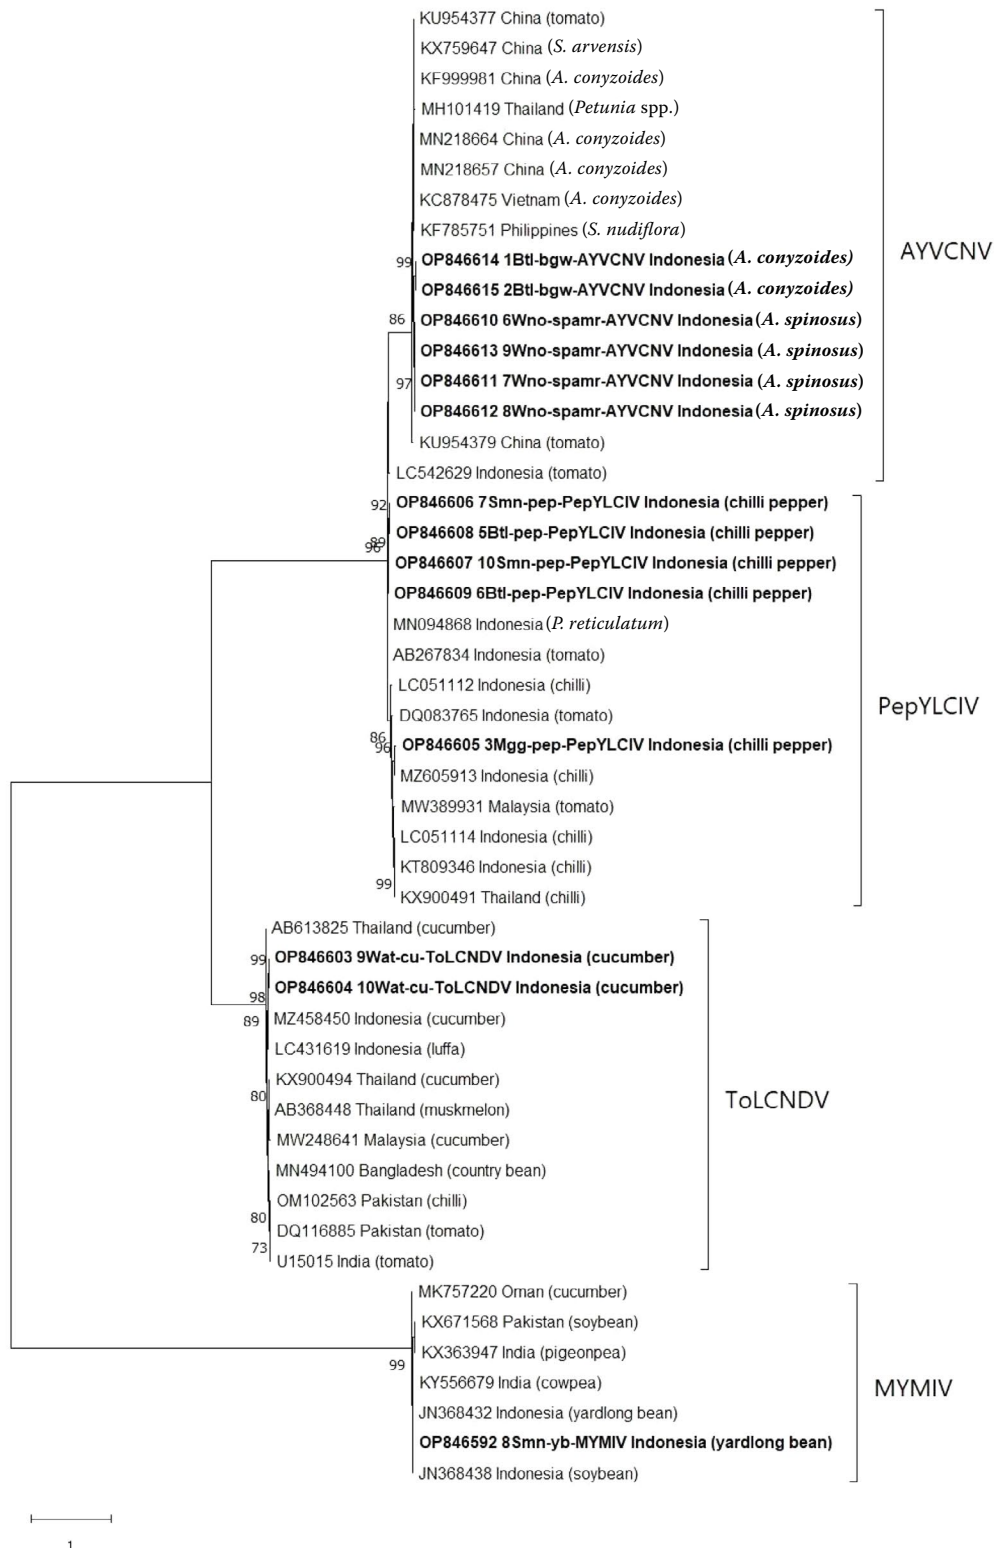 KU954377 China (tomato)
KX759647 China (S. arvensis)
KF999981 China (A. conyzoides)
MH101419 Thailand (Petunia spp.)
MN218664 China (A. conyzoides)
MN218657 China (A. conyzoides)
KC878475 Vietnam (A. conyzoides)
KF785751 Philippines (S. nudiflora)
AYVCNV
99
OP846614 1Btl-bgw-AYVCNV Indonesia (A. conyzoides)
OP846615 2Btl-bgw-AYVCNV Indonesia (A. conyzoides)
86
OP846610 6Wno-spamr-AYVCNV Indonesia (A. spinosus)
OP846613 9Wno-spamr-AYVCNV Indonesia (A. spinosus)
97
OP846611 7Wno-spamr-AYVCNV Indonesia (A. spinosus)
OP846612 8Wno-spamr-AYVCNV Indonesia (A. spinosus)
KU954379 China (tomato)
LC542629 Indonesia (tomato)
92
OP846606 7Smn-pep-PepYLCIV Indonesia (chilli pepper)
OP846608 5Btl-pep-PepYLCIV Indonesia (chilli pepper)
89
96
OP846607 10Smn-pep-PepYLCIV Indonesia (chilli pepper)
OP846609 6Btl-pep-PepYLCIV Indonesia (chilli pepper)
MN094868 Indonesia (P. reticulatum)
AB267834 Indonesia (tomato)
LC051112 Indonesia (chilli)
PepYLCIV
DQ083765 Indonesia (tomato)
86
96
OP846605 3Mgg-pep-PepYLCIV Indonesia (chilli pepper)
MZ605913 Indonesia (chilli)
MW389931 Malaysia (tomato)
LC051114 Indonesia (chilli)
KT809346 Indonesia (chilli)
99
KX900491 Thailand (chilli)
AB613825 Thailand (cucumber)
99
OP846603 9Wat-cu-ToLCNDV Indonesia (cucumber)
OP846604 10Wat-cu-ToLCNDV Indonesia (cucumber)
98
89
MZ458450 Indonesia (cucumber)
LC431619 Indonesia (luffa)
KX900494 Thailand (cucumber)
80
ToLCNDV
AB368448 Thailand (muskmelon)
MW248641 Malaysia (cucumber)
MN494100 Bangladesh (country bean)
OM102563 Pakistan (chilli)
80
DQ116885 Pakistan (tomato)
73
U15015 India (tomato)
MK757220 Oman (cucumber)
KX671568 Pakistan (soybean)
KX363947 India (pigeonpea)
99
KY556679 India (cowpea)
MYMIV
JN368432 Indonesia (yardlong bean)
OP846592 8Smn-yb-MYMIV Indonesia (yardlong bean)
JN368438 Indonesia (soybean)
1